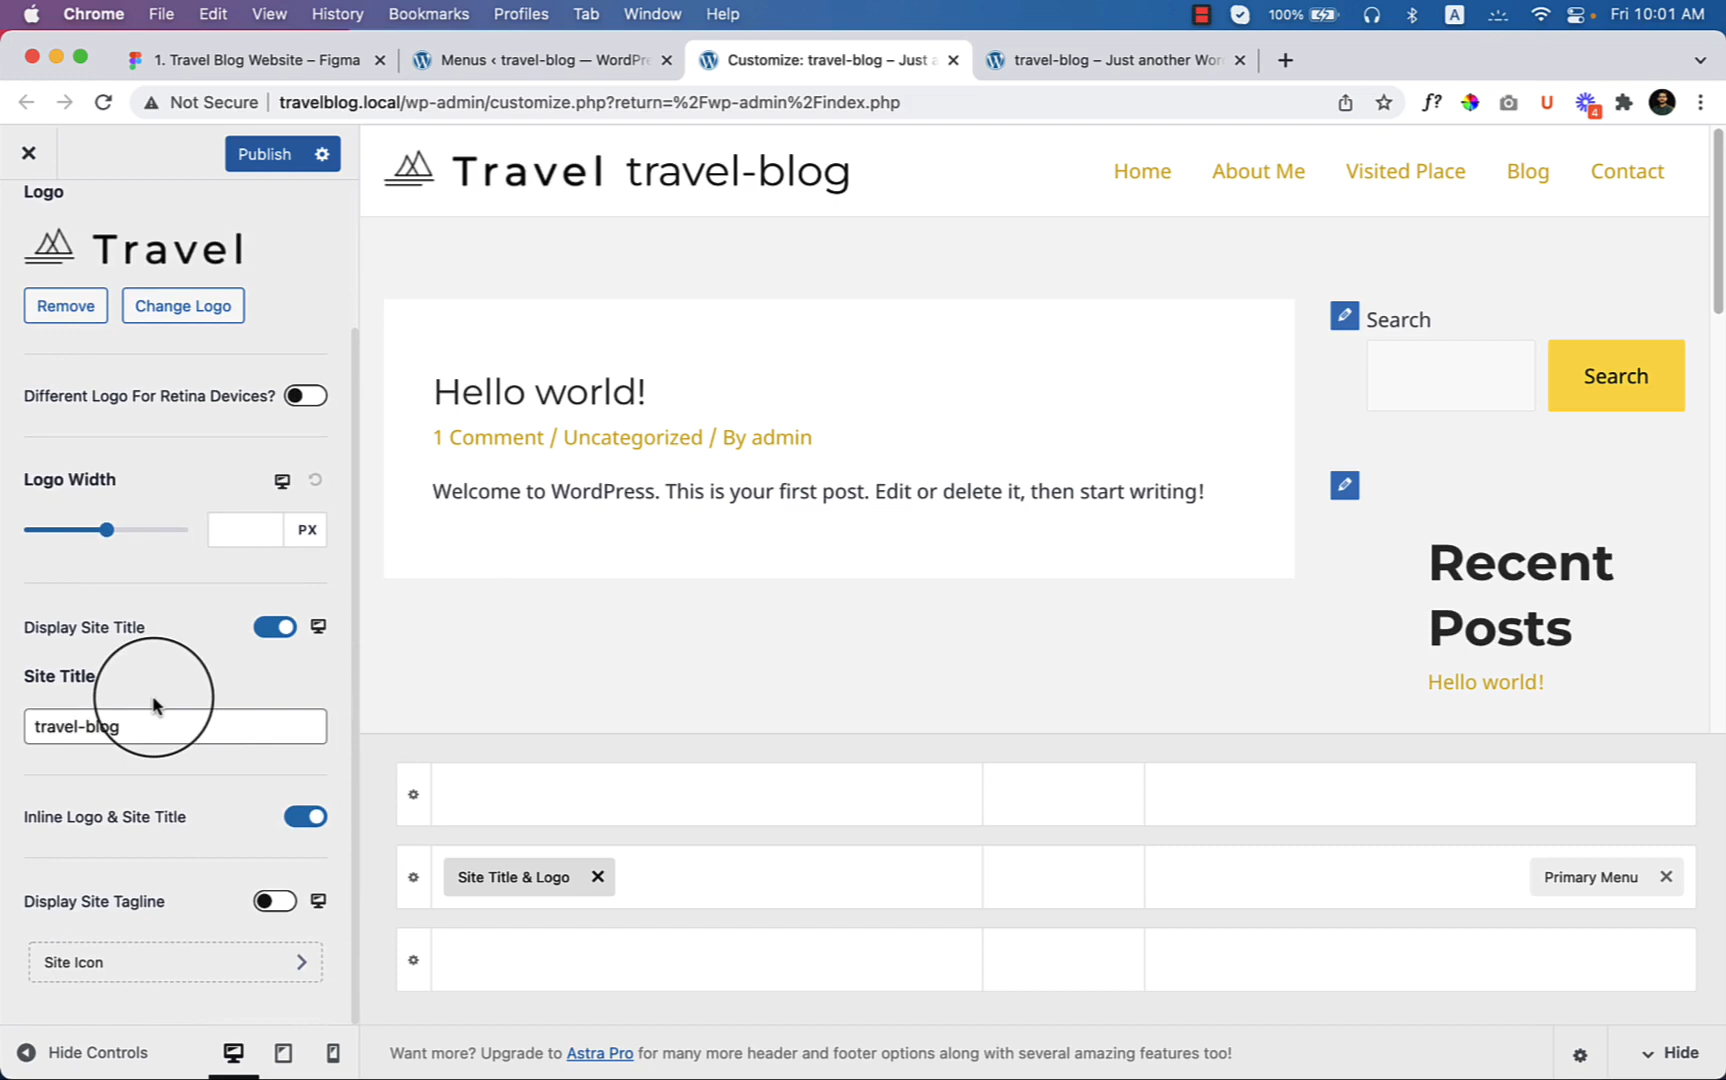 Chrome File Edit View History Bookmarks Profiles Tab Window Help 100% A Fri 10:01 AM
1. Travel Blog Website – Figma
Menus ‹ travel-blog — WordPr
Customize: travel-blog – Just a
travel-blog – Just another Wor
Not Secure travelblog.local/wp-admin/customize.php?return=%2Fwp-admin%2Findex.php f? U 4
Publish
Logo
Travel
Remove Change Logo
Different Logo For Retina Devices?
Logo Width
PX
Display Site Title
Site Title
travel-blog
Inline Logo & Site Title
Display Site Tagline
Site Icon
Hide Controls
Travel travel-blog
Home About Me Visited Place Blog Contact
Hello world!
1 Comment / Uncategorized / By admin
Welcome to WordPress. This is your first post. Edit or delete it, then start writing!
Search
Search
Recent
Posts
Hello world!
Site Title & Logo
Primary Menu
Want more? Upgrade to Astra Pro for many more header and footer options along with several amazing features too!
Hide